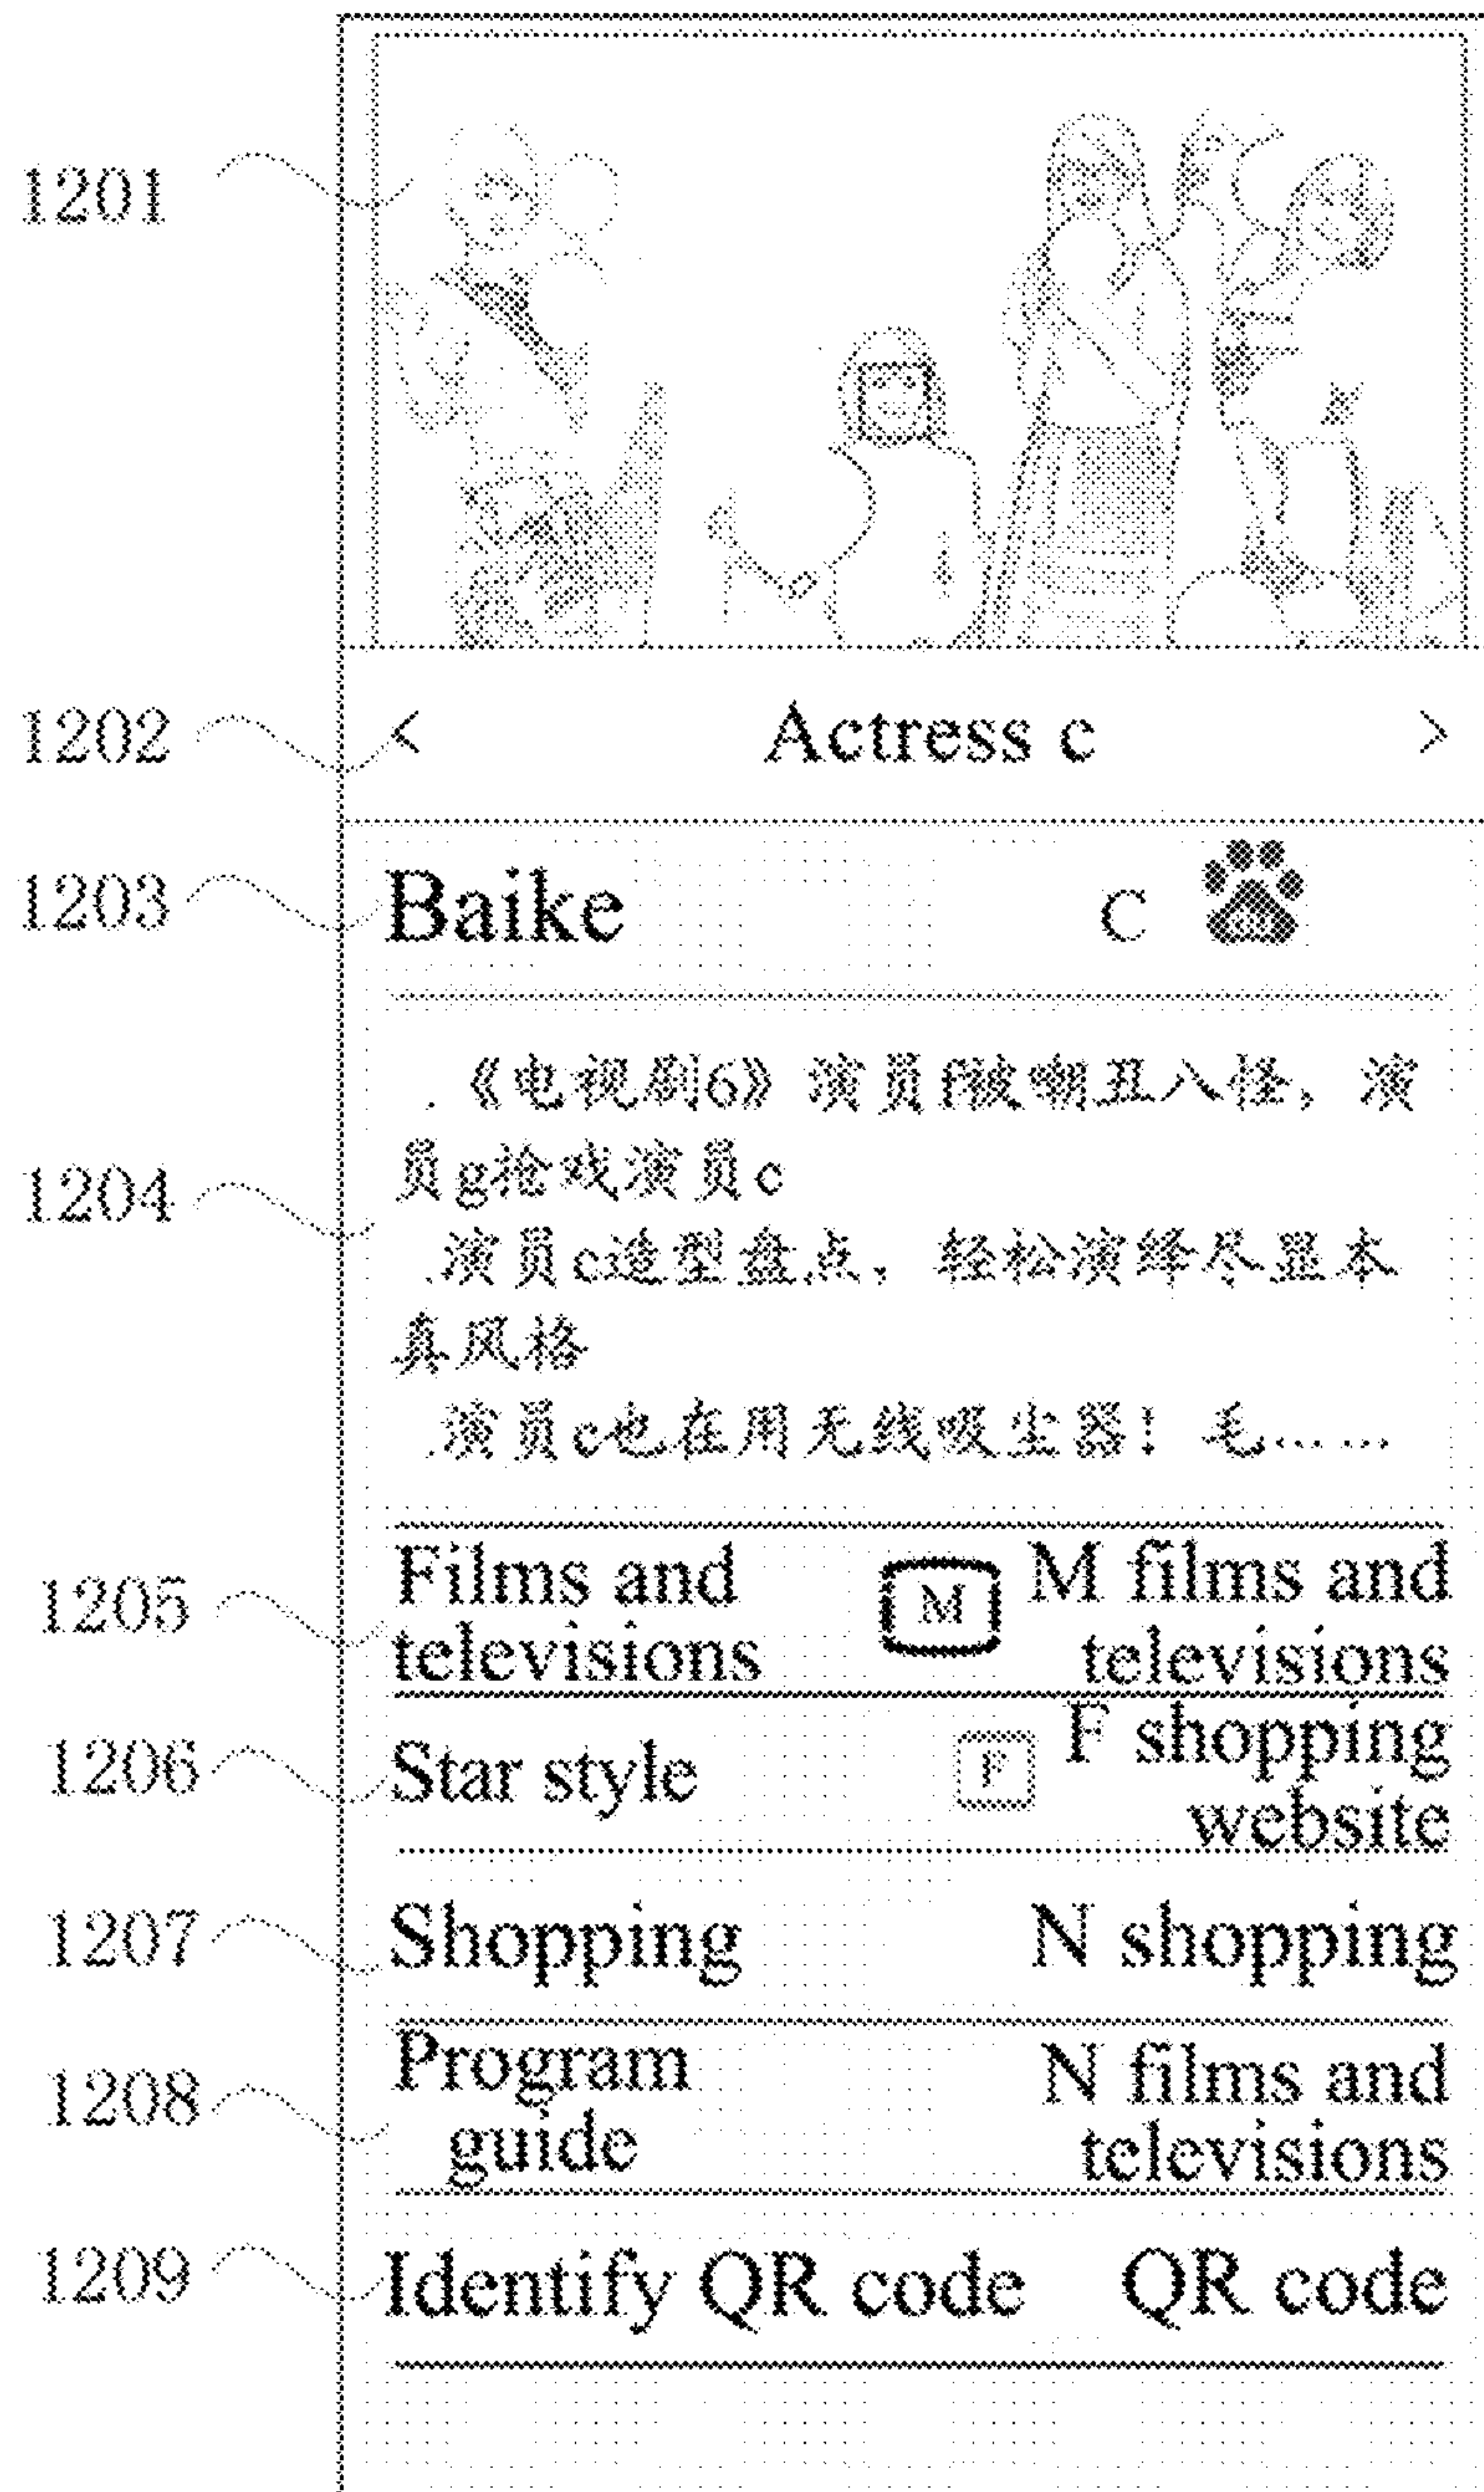 1201
1202 < Actress c >
1203 Baike C
1204
.《电视剧6》演员f被嘲丑八怪，演
员g抢戏演员c
.演员c造型盘点，轻松演绎尽显本
真风格
.演员c也在用无线吸尘器！毛……
1205 Films and M M films and
televisions televisions
1206 Star style F F shopping
website
1207 Shopping N shopping
1208 Program N films and
guide televisions
1209 Identify QR code QR code